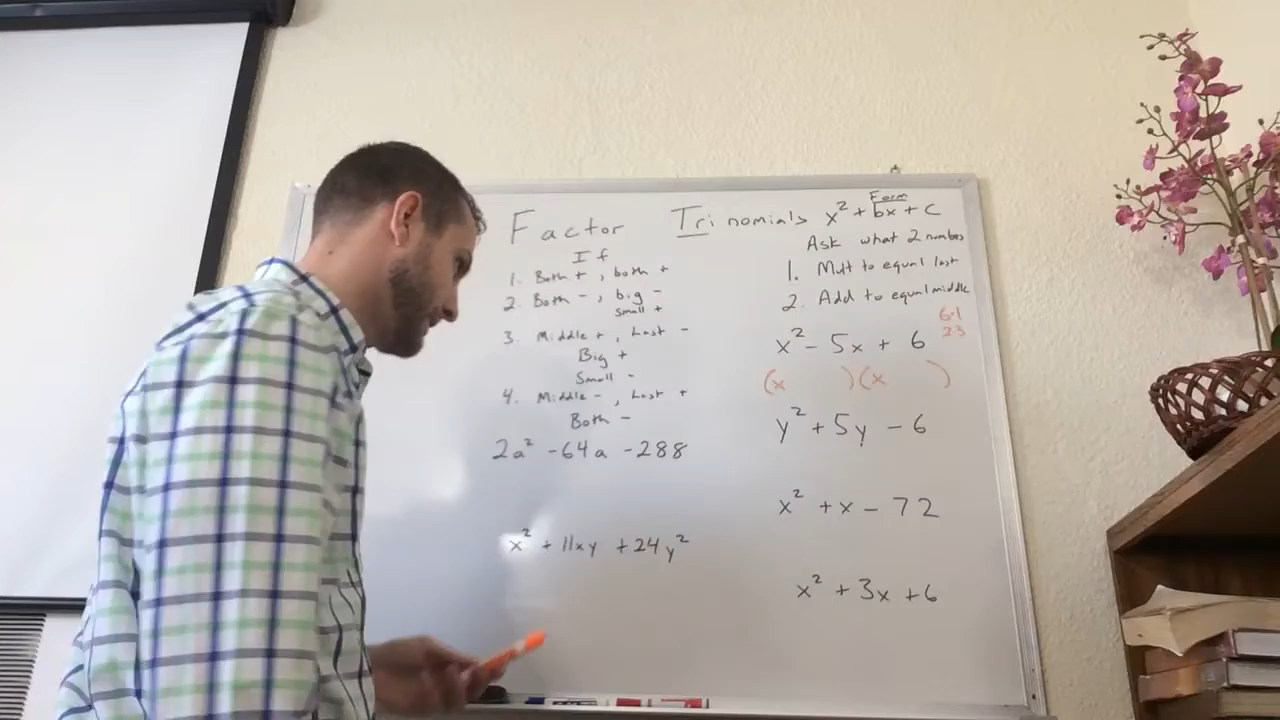 Factor Trinomials
Form
x² + bx + c
If
1. Both + , both +
2. Both - , big -
small +
3. Middle + , Last -
Big +
Small -
4. Middle - , Last +
Both -
2a² - 64a - 288
x² + 11xy + 24y²
Ask what 2 numbers
1. Mult to equal last
2. Add to equal middle
6·1
2·3
x² - 5x + 6
(x )(x )
y² + 5y - 6
x² + x - 72
x² + 3x + 6